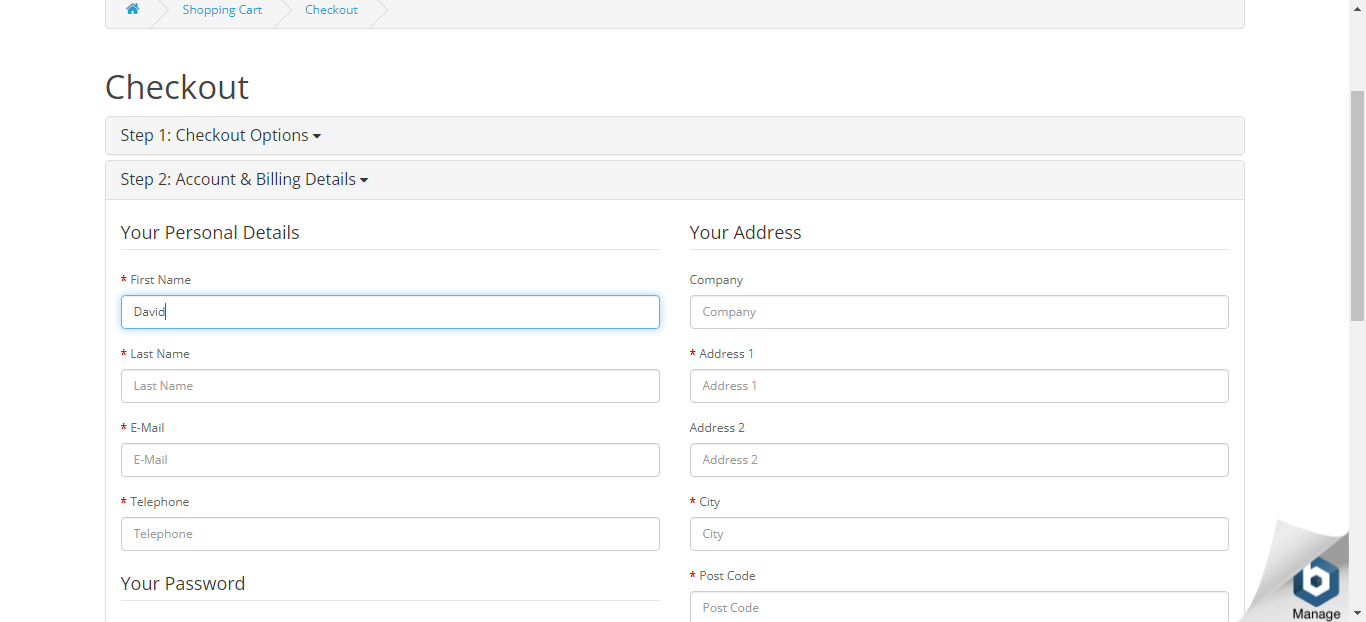 Shopping Cart
Checkout
Checkout
Step 1: Checkout Options
Step 2: Account & Billing Details
Your Personal Details
* First Name
David
* Last Name
Last Name
* E-Mail
E-Mail
* Telephone
Telephone
Your Password
Your Address
Company
Company
* Address 1
Address 1
Address 2
Address 2
* City
City
* Post Code
Post Code
b
Manage